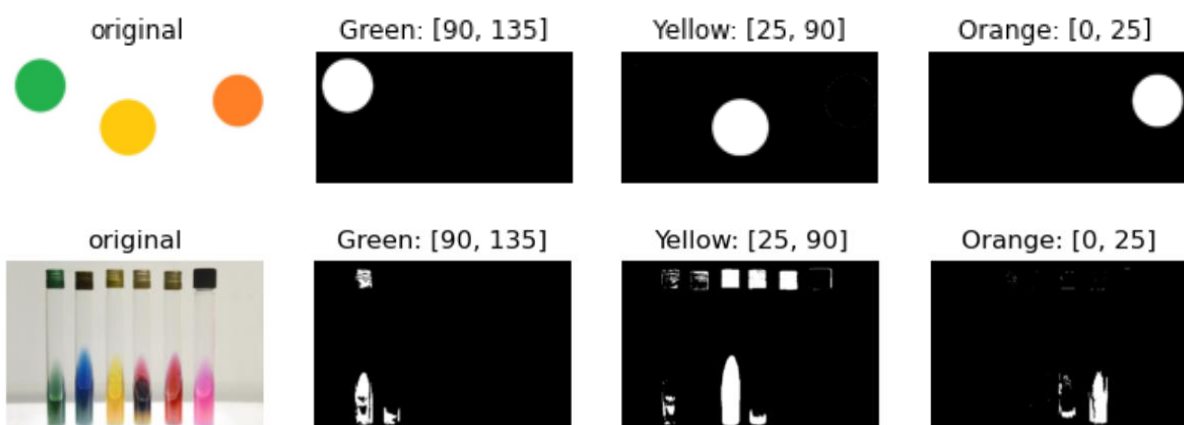 original
Green: [90, 135]
Yellow: [25, 90]
Orange: [0, 25]
original
Green: [90, 135]
Yellow: [25, 90]
Orange: [0, 25]